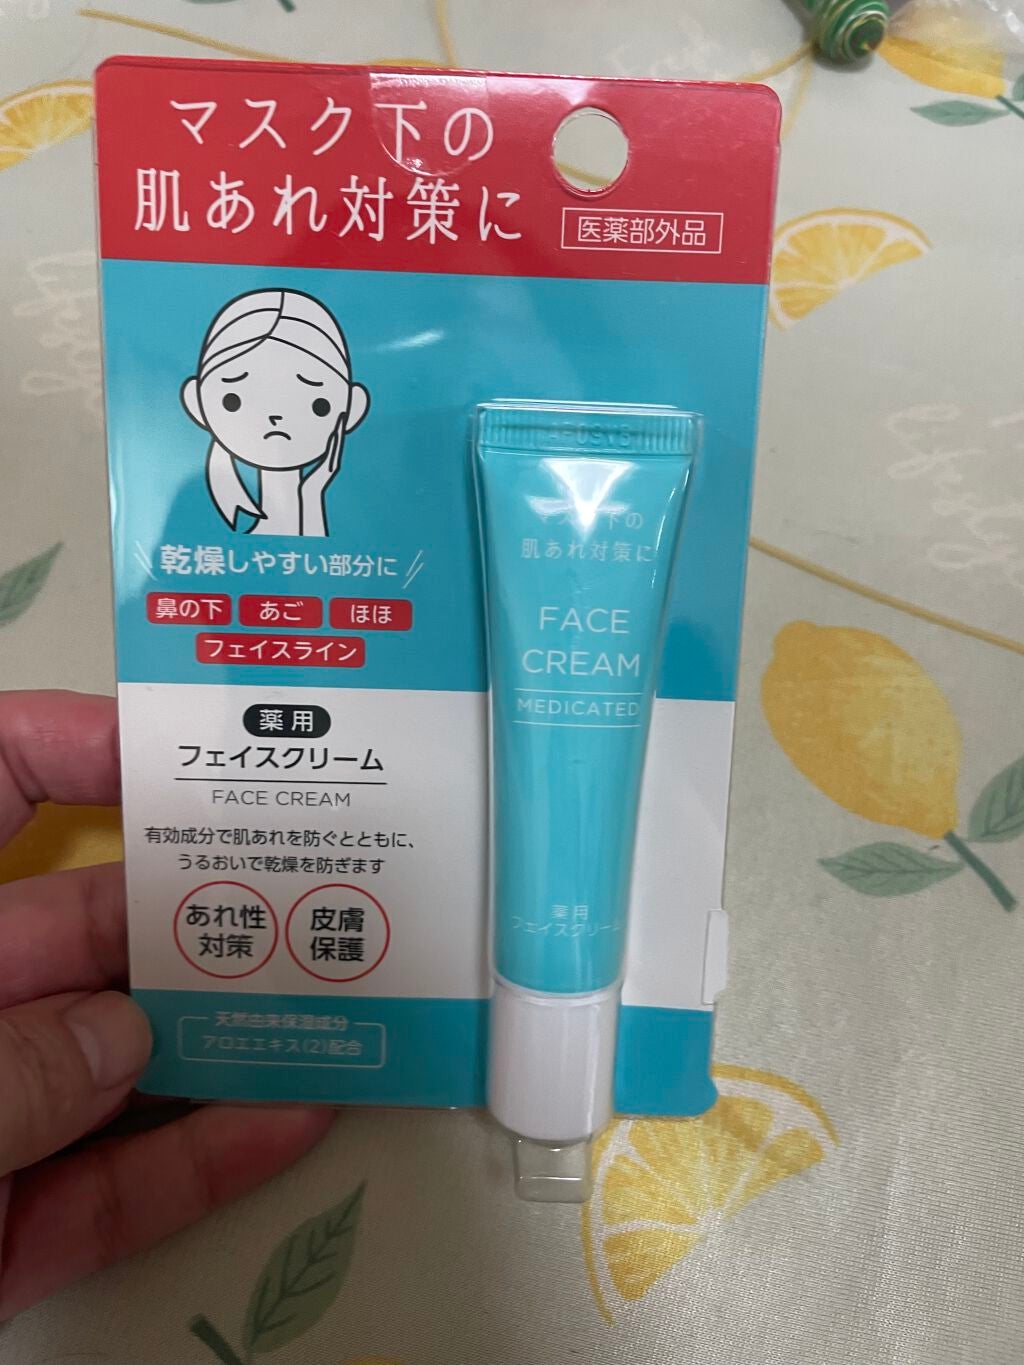 マスク下の
肌あれ対策に
医薬部外品
乾燥しやすい部分に
鼻の下 あご ほほ
フェイスライン
薬用
フェイスクリーム
FACE CREAM
有効成分で肌あれを防ぐとともに、
うるおいで乾燥を防ぎます
あれ性
対策
皮膚
保護
天然由来保湿成分
アロエエキス(2)配合
マスク下の
肌あれ対策に
FACE
CREAM
MEDICATED
薬用
フェイスクリーム